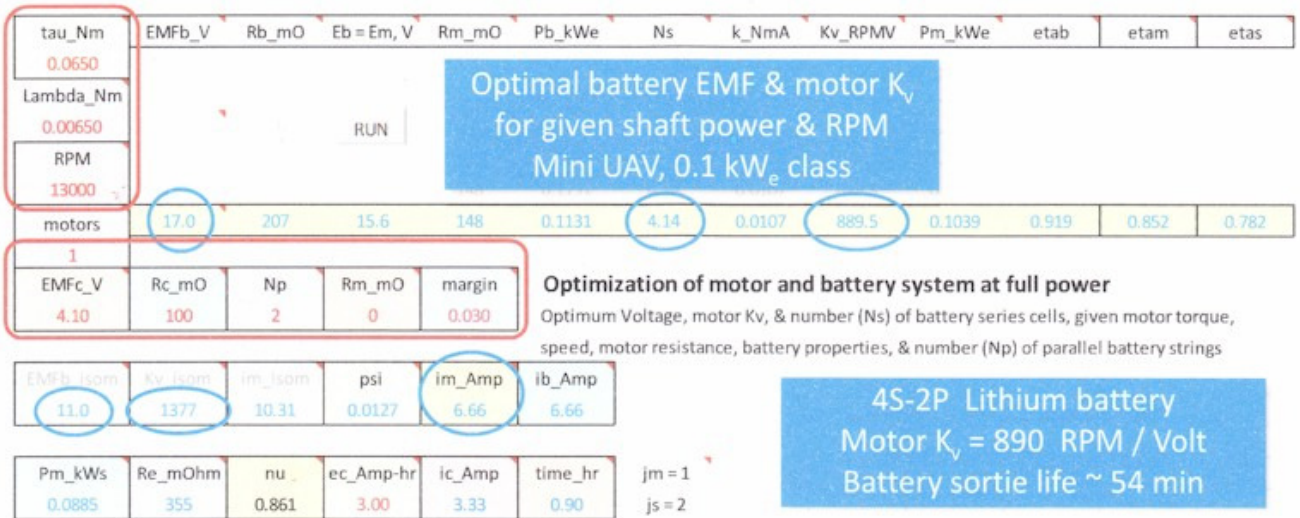 tau_Nm EMFb_V Rb_mO Eb = Em, V Rm_mO Pb_kWe Ns k_NmA Kv_RPMV Pm_kWe etab etam etas
0.0650
Lambda_Nm
0.00650
RUN
RPM
13000
Optimal battery EMF & motor Kv
for given shaft power & RPM
Mini UAV, 0.1 kWe class
motors 17.0 207 15.6 148 0.1131 4.14 0.0107 889.5 0.1039 0.919 0.852 0.782
1
EMFc_V Rc_mO Np Rm_mO margin
4.10 100 2 0 0.030
Optimization of motor and battery system at full power
Optimum Voltage, motor Kv, & number (Ns) of battery series cells, given motor torque,
speed, motor resistance, battery properties, & number (Np) of parallel battery strings
EMFb_isom Kv_isom im_isom psi im_Amp ib_Amp
11.0 1377 10.31 0.0127 6.66 6.66
4S-2P Lithium battery
Motor Kv = 890 RPM / Volt
Battery sortie life ~ 54 min
Pm_kWs Re_mOhm nu ec_Amp-hr ic_Amp time_hr jm = 1
0.0885 355 0.861 3.00 3.33 0.90 js = 2